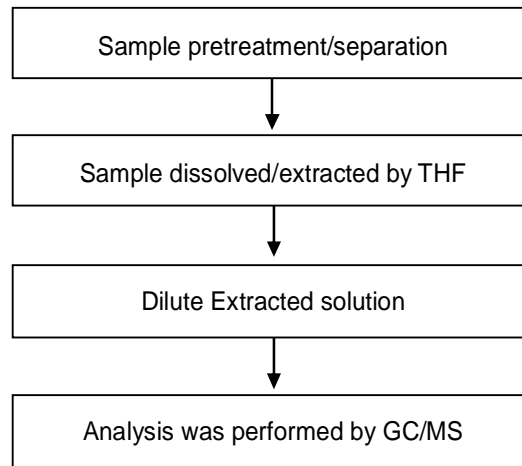 Sample pretreatment/separation
Sample dissolved/extracted by THF
Dilute Extracted solution
Analysis was performed by GC/MS